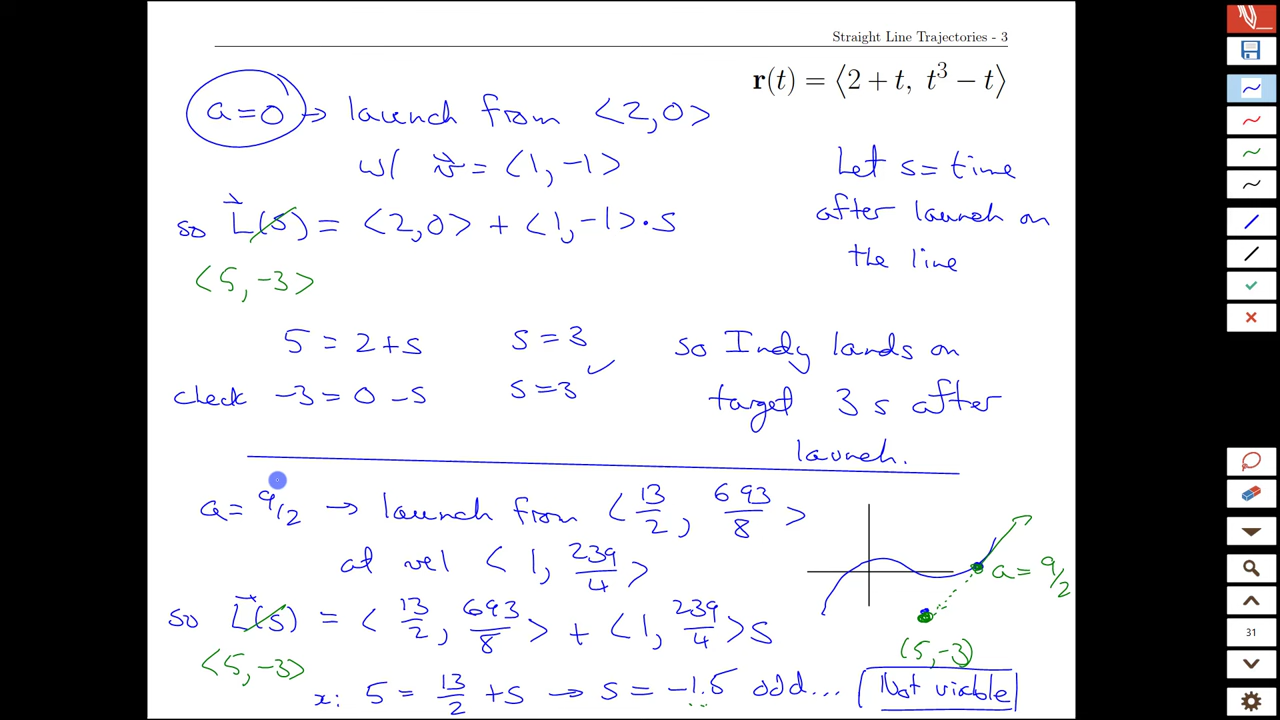 Straight Line Trajectories - 3
r(t) = ⟨2 + t, t³ − t⟩
a=0 → launch from <2,0>
w/ v⃗ = <1, -1>
Let s = time
after launch on
the line
so L⃗(s) = <2,0> + <1,-1>·s
<5, -3>
5 = 2+s s = 3
check -3 = 0 -s s=3 ✓
so Indy lands on
target 3 s after
launch.
a= 9/2 → launch from < 13/2, 693/8 >
at vel < 1, 239/4 >
so L⃗(s) = < 13/2, 693/8 > + <1, 239/4> s
<5, -3>
x: 5 = 13/2 + s → s = -1.5 odd... Not viable
a = 9/2
(5,-3)
31